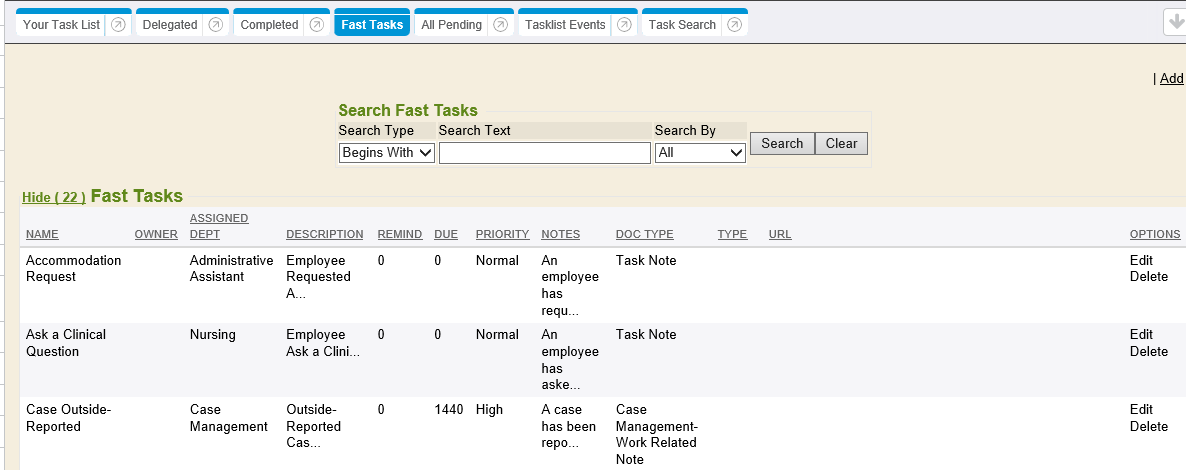 Your Task List Delegated Completed Fast Tasks All Pending Tasklist Events Task Search
| Add
Search Fast Tasks
Search Type Search Text Search By
Begins With All Search Clear
Hide ( 22 ) Fast Tasks
NAME OWNER ASSIGNED DEPT DESCRIPTION REMIND DUE PRIORITY NOTES DOC TYPE TYPE URL OPTIONS
Accommodation Administrative Employee 0 0 Normal An Task Note Edit
Request Assistant Requested employee Delete
A... has
requ...
Ask a Clinical Nursing Employee 0 0 Normal An Task Note Edit
Question Ask a Clini... employee Delete
has
aske...
Case Outside- Case Outside- 0 1440 High A case Case Edit
Reported Management Reported has been Management- Delete
Cas... repo... Work Related
Note